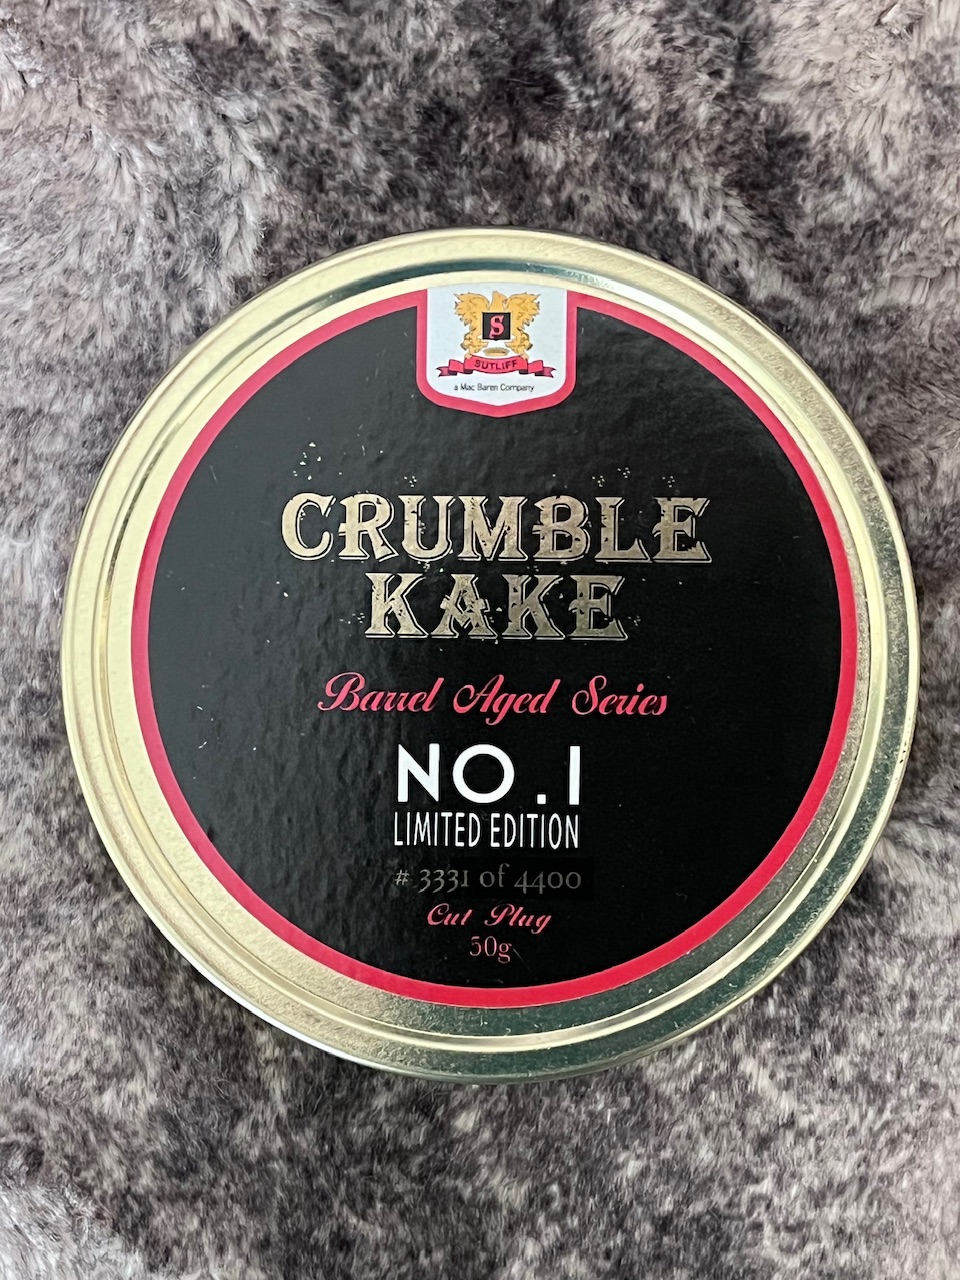 S
SUTLIFF
a Mac Baren Company
CRUMBLE
KAKE
Barrel Aged Series
NO.1
LIMITED EDITION
# 3331 of 4400
Cut Plug
50g